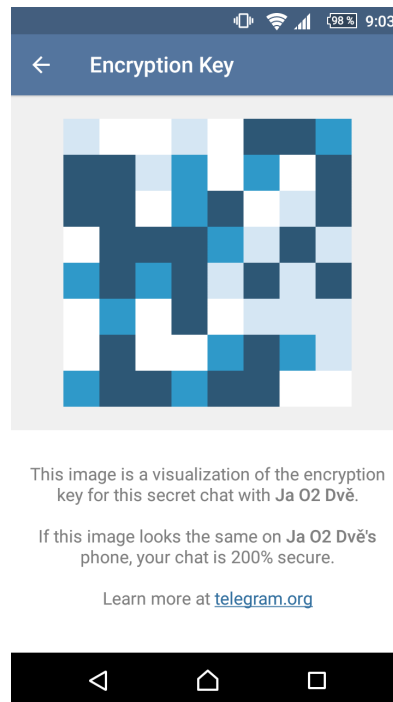 98% 9:03
Encryption Key
This image is a visualization of the encryption
key for this secret chat with Ja O2 Dvě.
If this image looks the same on Ja O2 Dvě's
phone, your chat is 200% secure.
Learn more at telegram.org